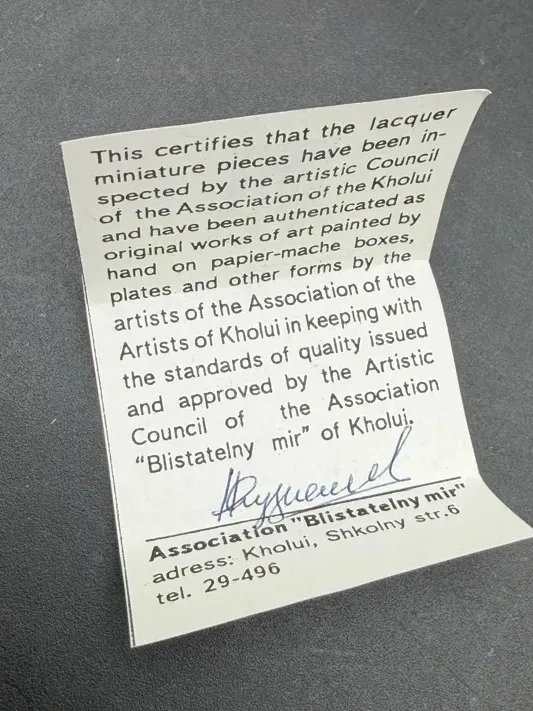 This certifies that the lacquer
miniature pieces have been in-
spected by the artistic Council
of the Association of the Kholui
and have been authenticated as
original works of art painted by
hand on papier-mache boxes,
plates and other forms by the
artists of the Association of the
Artists of Kholui in keeping with
the standards of quality issued
and approved by the Artistic
Council of the Association
“Blistatelny mir” of Kholui.
Association "Blistatelny mir"
adress: Kholui, Shkolny str.6
tel. 29-496